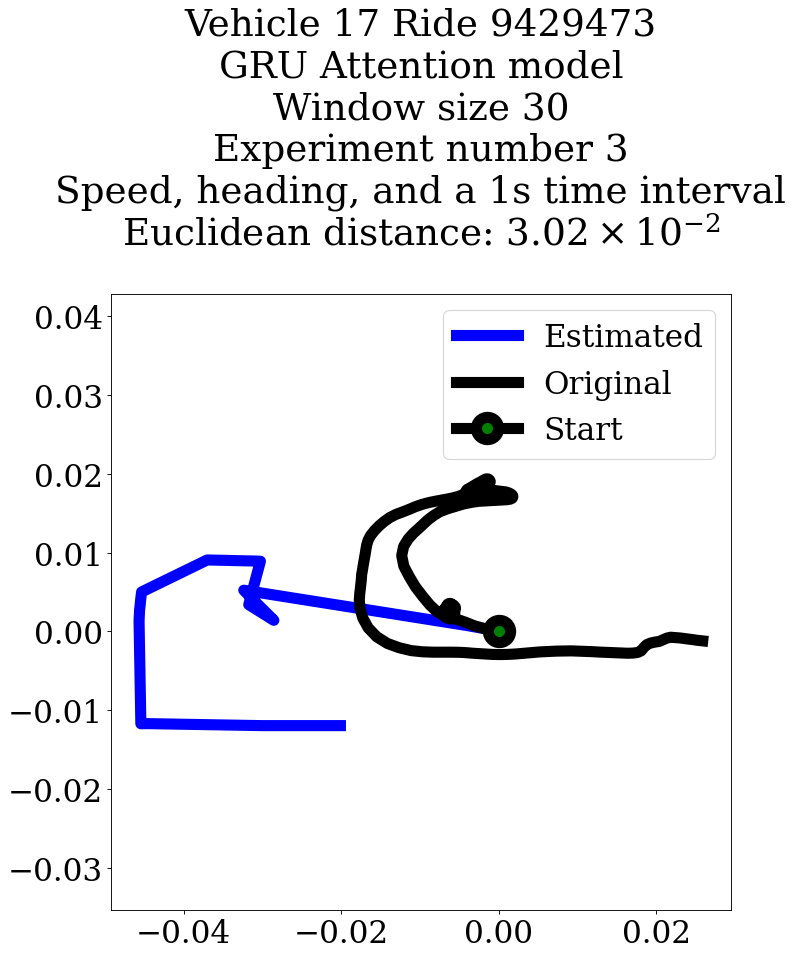 Vehicle 17 Ride 9429473
GRU Attention model
Window size 30
Experiment number 3
Speed, heading, and a 1s time interval
Euclidean distance: 3.02 × 10⁻²
Estimated
Original
Start
0.04
0.03
0.02
0.01
0.00
−0.01
−0.02
−0.03
−0.04
−0.02
0.00
0.02